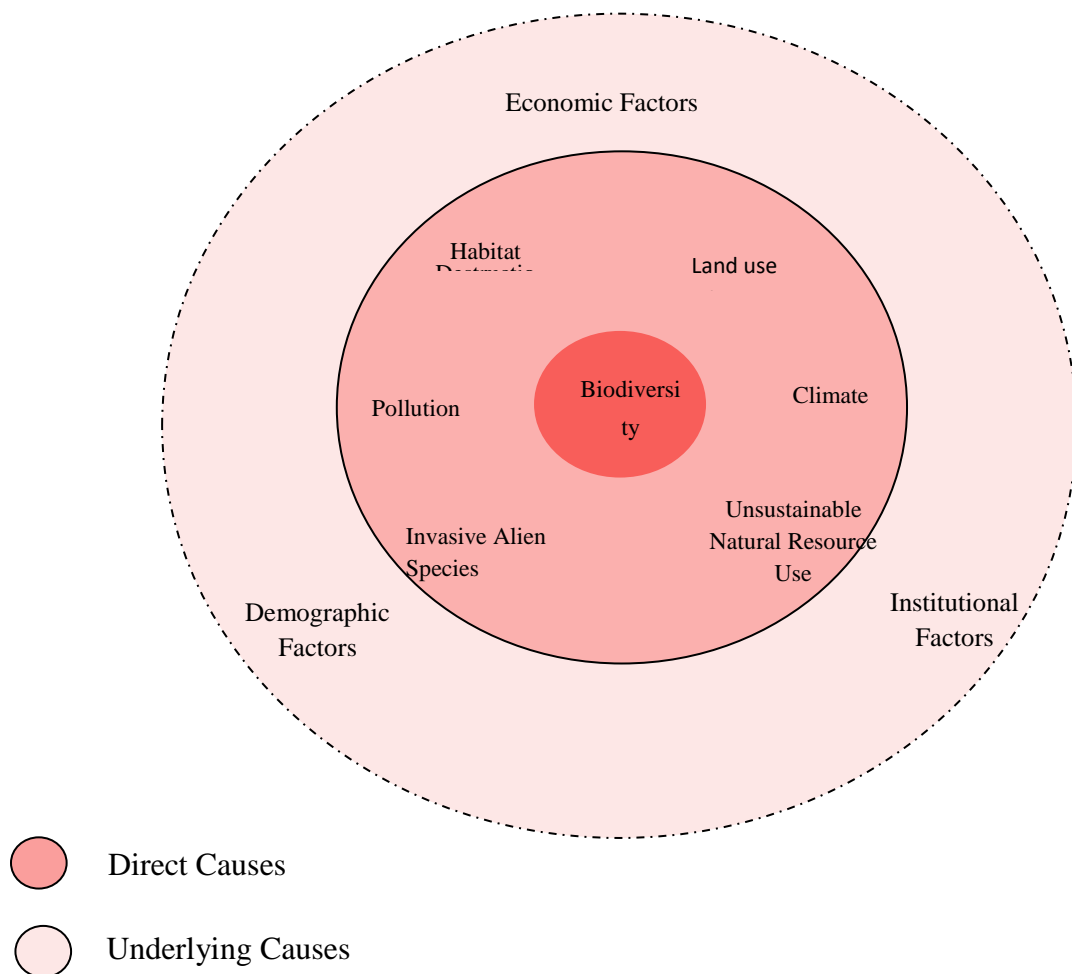 Economic Factors
Habitat
Land use
Biodiversi
ty
Climate
Pollution
Unsustainable
Natural Resource
Use
Invasive Alien
Species
Demographic
Factors
Institutional
Factors
Direct Causes
Underlying Causes